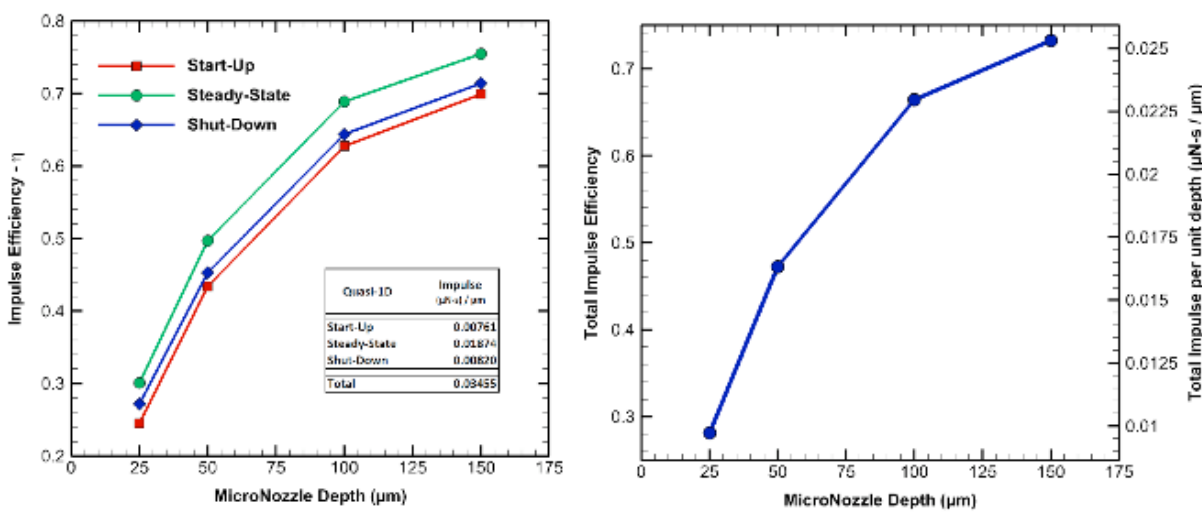 0.8
0.7
0.6
0.5
0.4
0.3
0.2
Impulse Efficiency - η
Start-Up
Steady-State
Shut-Down
Quasi-1D Impulse
(µN-s) / µm
Start-Up 0.00761
Steady-State 0.01874
Shut-Down 0.00820
Total 0.03455
0 25 50 75 100 125 150 175
MicroNozzle Depth (µm)
0.7
0.6
0.5
0.4
0.3
Total Impulse Efficiency
0.025
0.0225
0.02
0.0175
0.015
0.0125
0.01
Total Impulse per unit depth (µN-s / µm)
0 25 50 75 100 125 150 175
MicroNozzle Depth (µm)